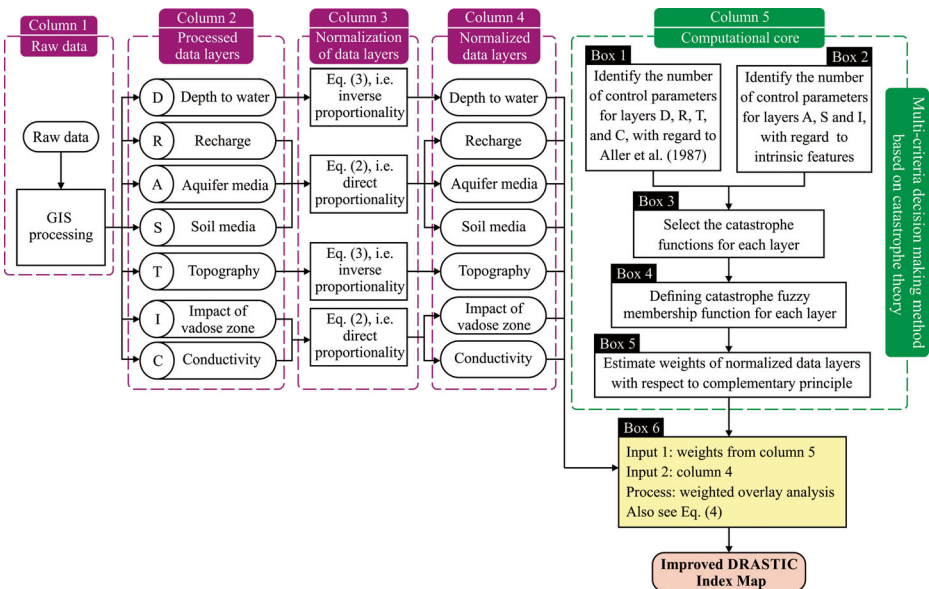 Column 1
Raw data
Raw data
GIS
processing
Column 2
Processed
data layers
D Depth to water
R Recharge
A Aquifer media
S Soil media
T Topography
I Impact of
vadose zone
C Conductivity
Column 3
Normalization
of data layers
Eq. (3), i.e.
inverse
proportionality
Eq. (2), i.e.
direct
proportionality
Eq. (3), i.e.
inverse
proportionality
Eq. (2), i.e.
direct
proportionality
Column 4
Normalized
data layers
Depth to water
Recharge
Aquifer media
Soil media
Topography
Impact of
vadose zone
Conductivity
Column 5
Computational core
Box 1
Identify the number
of control parameters
for layers D, R, T,
and C, with regard to
Aller et al. (1987)
Box 2
Identify the number
of control parameters
for layers A, S and I,
with regard to
intrinsic features
Box 3
Select the catastrophe
functions for each layer
Box 4
Defining catastrophe fuzzy
membership function for each layer
Box 5
Estimate weights of normalized data layers
with respect to complementary principle
Multi-criteria decision making method
based on catastrophe theory
Box 6
Input 1: weights from column 5
Input 2: column 4
Process: weighted overlay analysis
Also see Eq. (4)
Improved DRASTIC
Index Map